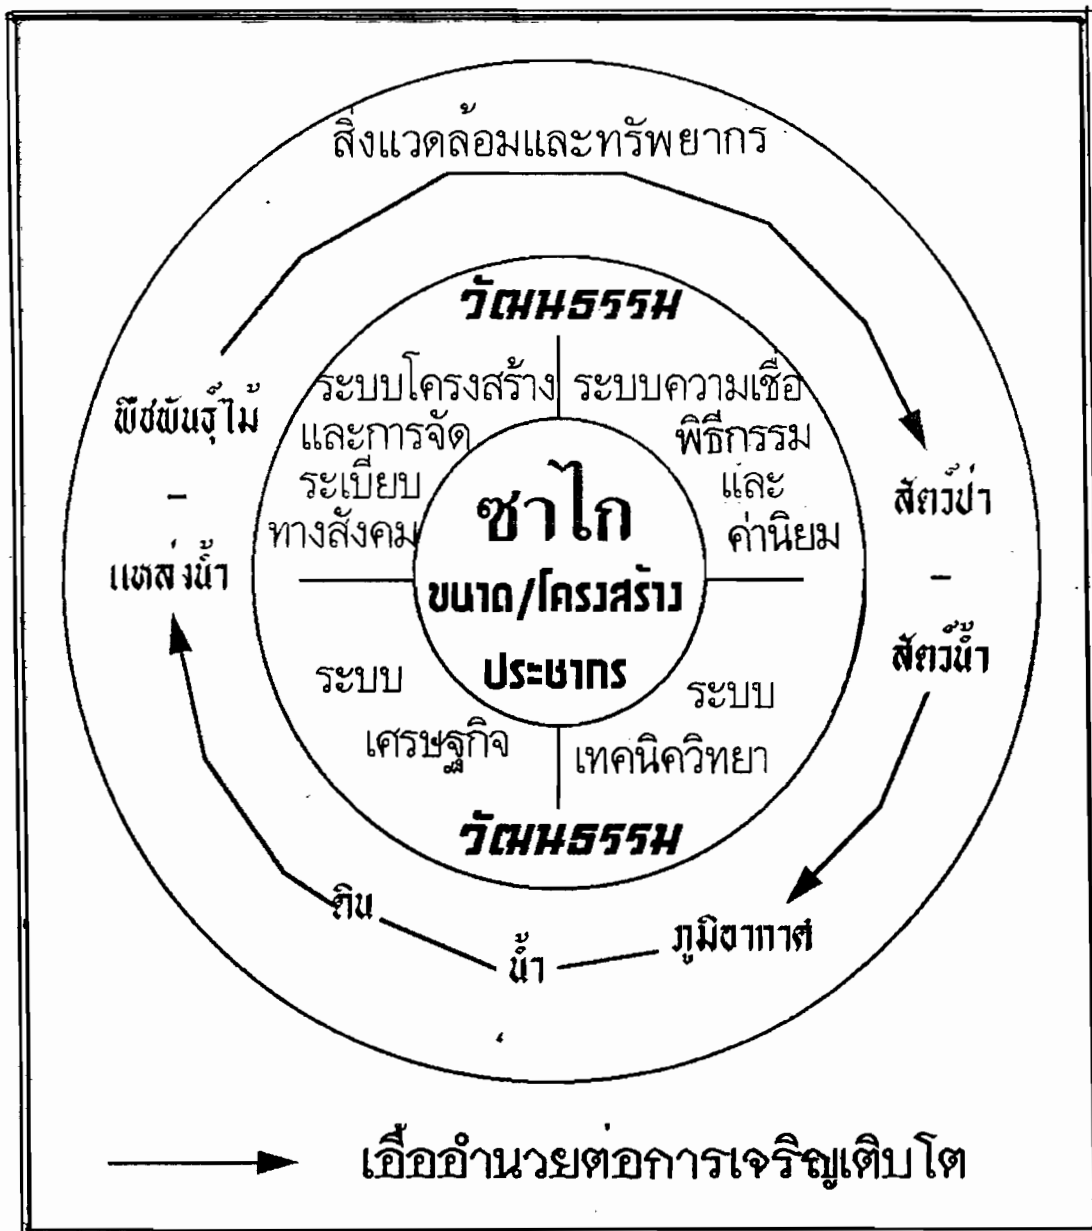 สิ่งแวดล้อมและทรัพยากร
วัฒนธรรม
ระบบโครงสร้าง
และการจัด
ระเบียบ
ทางสังคม
ระบบความเชื่อ
พิธีกรรม
และ
ค่านิยม
พืชพันธุ์ไม้
–
แหล่งน้ำ
ซาไก
ขนาด/โครงสร้าง
ประชากร
สัตว์ป่า
–
สัตว์น้ำ
ระบบ
เศรษฐกิจ
ระบบ
เทคนิควิทยา
วัฒนธรรม
ดิน
น้ำ
ภูมิอากาศ
เอื้ออำนวยต่อการเจริญเติบโต